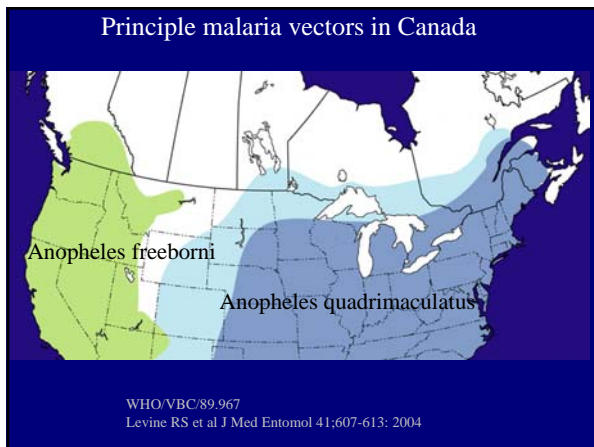 Principle malaria vectors in Canada
Anopheles freeborni
Anopheles quadrimaculatus
WHO/VBC/89.967
Levine RS et al J Med Entomol 41;607-613: 2004